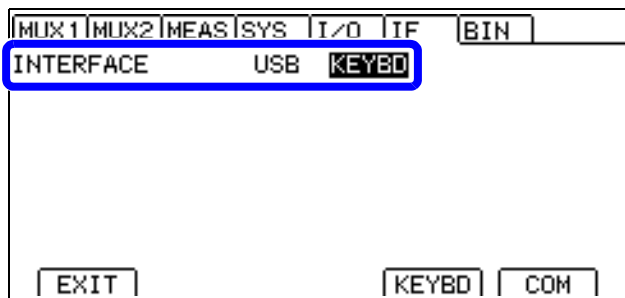 MUX1 MUX2 MEAS SYS I/O IF BIN
INTERFACE USB KEYBD
EXIT KEYBD COM